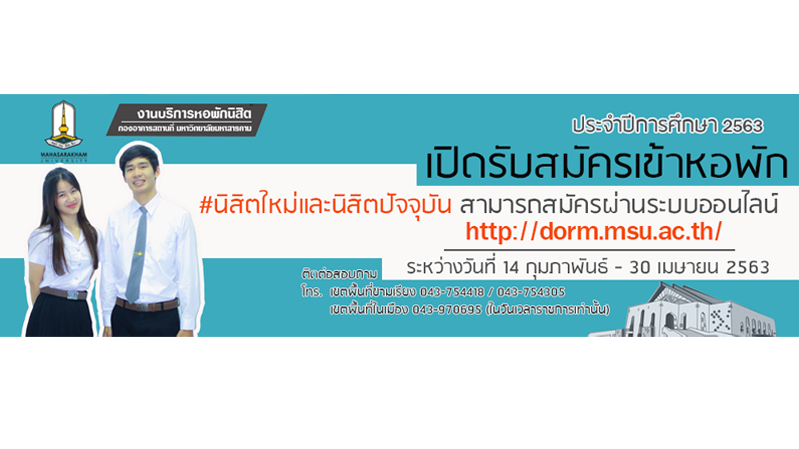 MAHASARAKHAM
UNIVERSITY
งานบริการหอพักนิสิต
กองอาคารสถานที่ มหาวิทยาลัยมหาสารคาม
ประจำปีการศึกษา 2563
เปิดรับสมัครเข้าหอพัก
#นิสิตใหม่และนิสิตปัจจุบัน สามารถสมัครผ่านระบบออนไลน์
http://dorm.msu.ac.th/
ระหว่างวันที่ 14 กุมภาพันธ์ - 30 เมษายน 2563
ติดต่อสอบถาม
โทร. เขตพื้นที่ขามเรียง 043-754418 / 043-754305
เขตพื้นที่ในเมือง 043-970695 (ในวันเวลาราชการเท่านั้น)